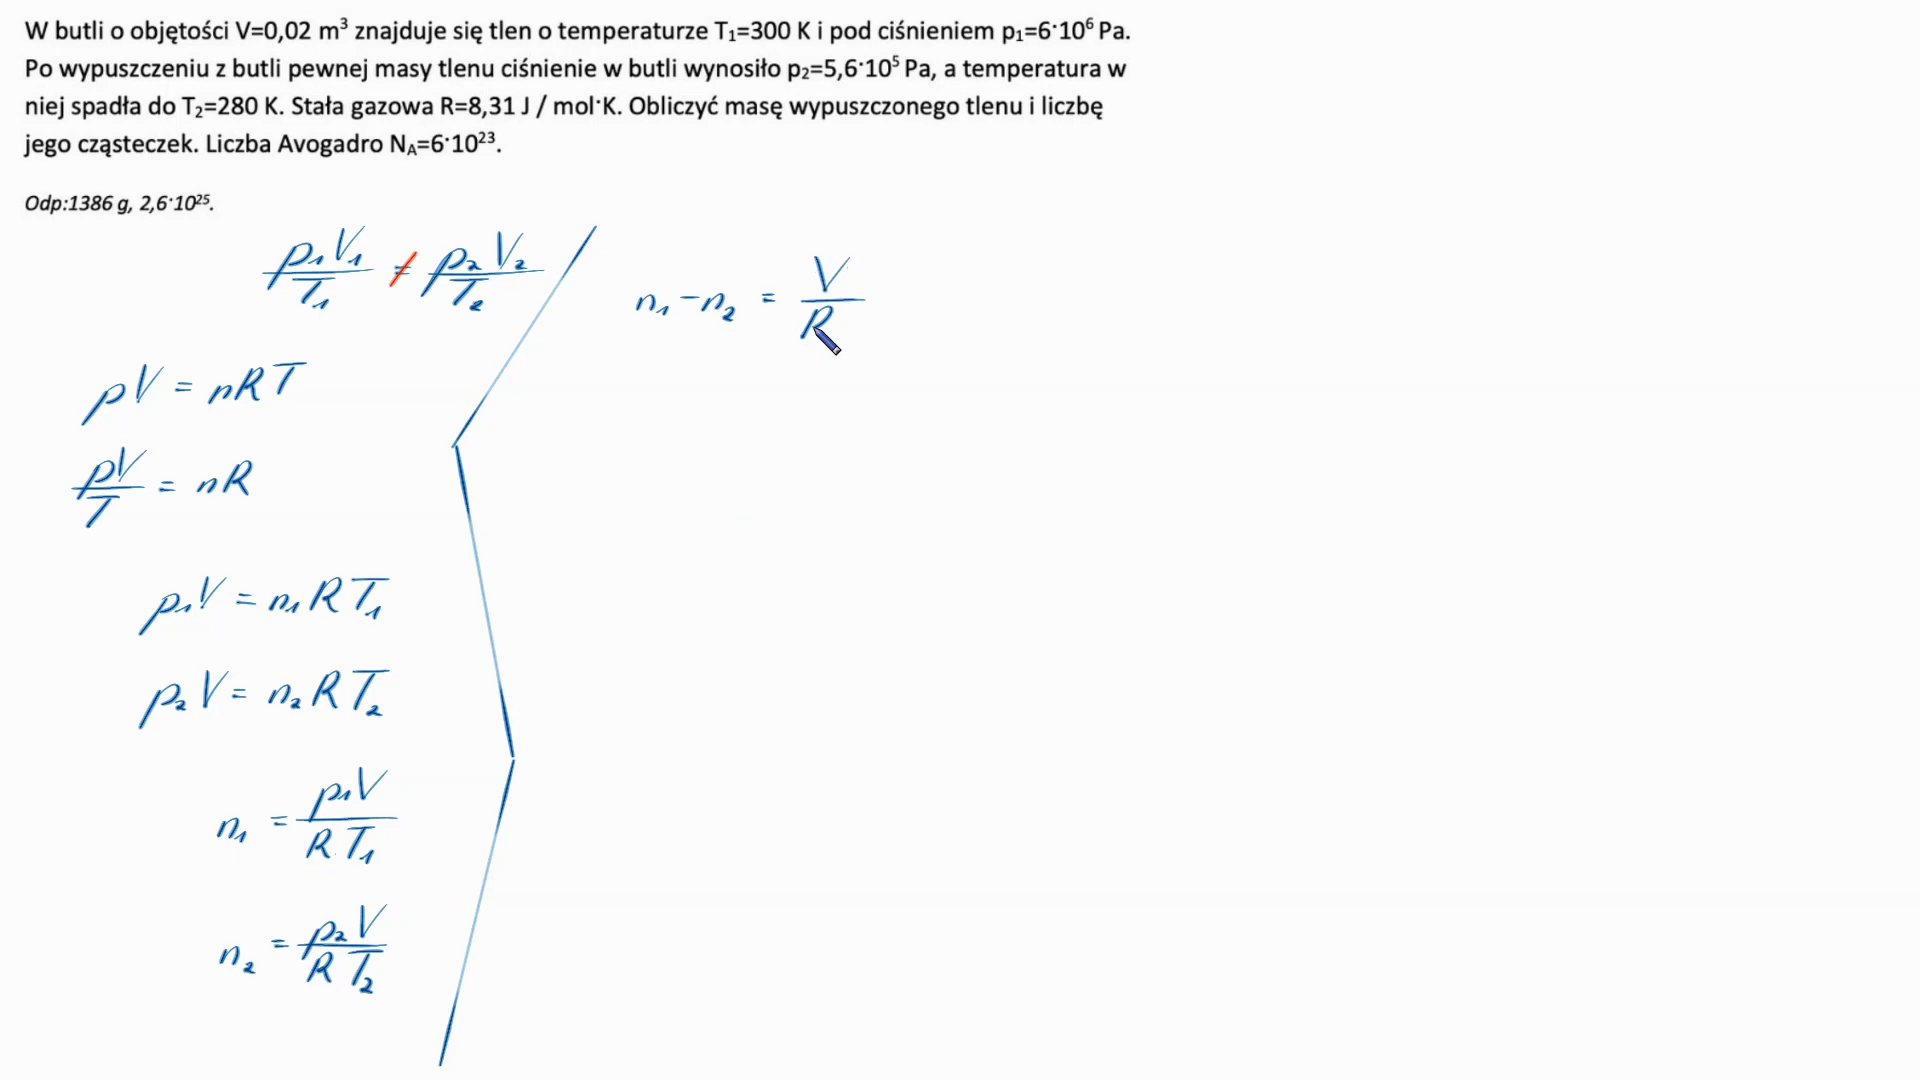 W butli o objętości V=0,02 m³ znajduje się tlen o temperaturze T₁=300 K i pod ciśnieniem p₁=6·10⁶ Pa.
Po wypuszczeniu z butli pewnej masy tlenu ciśnienie w butli wynosiło p₂=5,6·10⁵ Pa, a temperatura w
niej spadła do T₂=280 K. Stała gazowa R=8,31 J / mol·K. Obliczyć masę wypuszczonego tlenu i liczbę
jego cząsteczek. Liczba Avogadro N_A=6·10²³.
Odp:1386 g, 2,6·10²⁵.
p₁V₁/T₁ ≠ p₂V₂/T₂
pV = nRT
pV/T = nR
p₁V = n₁RT₁
p₂V = n₂RT₂
n₁ = p₁V/RT₁
n₂ = p₂V/RT₂
n₁ - n₂ = V/R